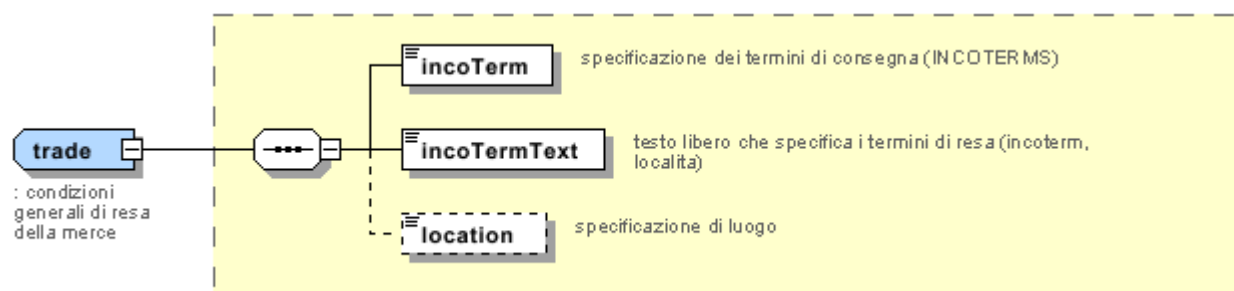 incoTerm
specificazione dei termini di consegna (INCOTERMS)
trade
: condizioni
generali di resa
della merce
incoTermText
testo libero che specifica i termini di resa (incoterm,
localita)
location
specificazione di luogo